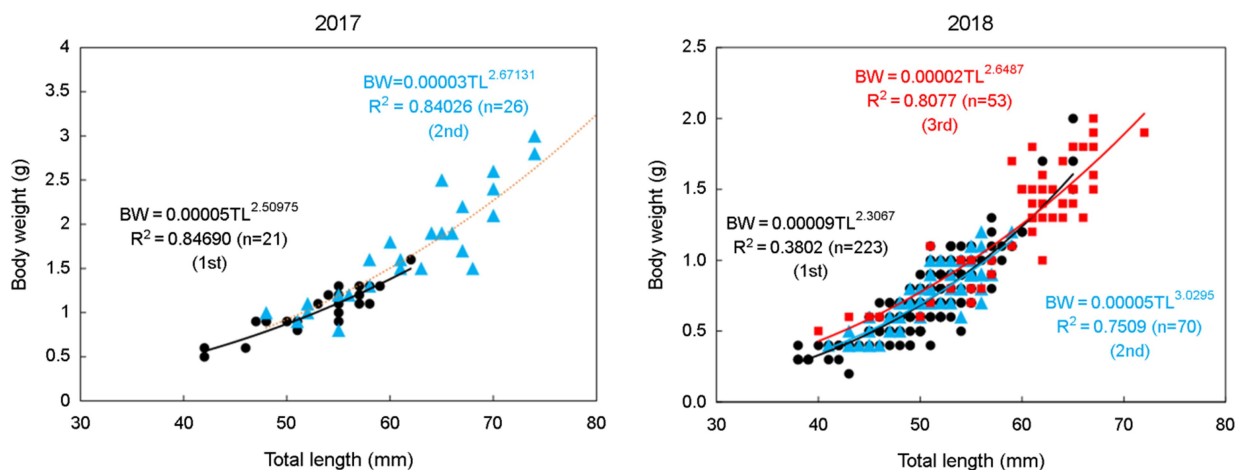 2017
4
3.5
3
2.5
2
1.5
1
0.5
0
30
40
50
60
70
80
Body weight (g)
Total length (mm)
BW=0.00003TL^2.67131
R² = 0.84026 (n=26)
(2nd)
BW = 0.00005TL^2.50975
R² = 0.84690 (n=21)
(1st)
2018
2.5
2.0
1.5
1.0
0.5
0.0
30
40
50
60
70
80
Body weight (g)
Total length (mm)
BW = 0.00002TL^2.6487
R² = 0.8077 (n=53)
(3rd)
BW = 0.00009TL^2.3067
R² = 0.3802 (n=223)
(1st)
BW = 0.00005TL^3.0295
R² = 0.7509 (n=70)
(2nd)